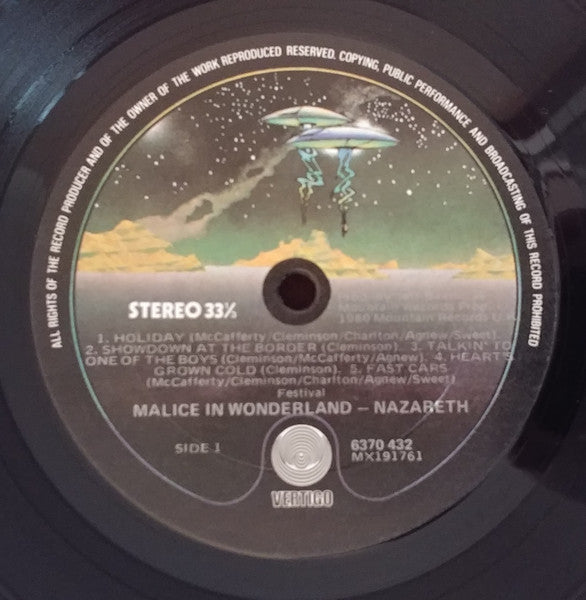 ALL RIGHTS OF THE RECORD PRODUCER AND OF THE OWNER OF THE WORK REPRODUCED RESERVED. COPYING, PUBLIC PERFORMANCE AND BROADCASTING OF THIS RECORD PROHIBITED
STEREO 33⅓
1980 Mountain Records
1. HOLIDAY (McCafferty/Cleminson/Charlton/Agnew/Sweet)
2. SHOWDOWN AT THE BORDER (Cleminson) 3. TALKIN' TO
ONE OF THE BOYS (Cleminson/McCafferty/Agnew). 4. HEART'S
GROWN COLD (Cleminson). 5. FAST CARS
(McCafferty/Cleminson/Charlton/Agnew/Sweet)
Festival
MALICE IN WONDERLAND – NAZARETH
SIDE 1
6370 432
MX191761
VERTIGO